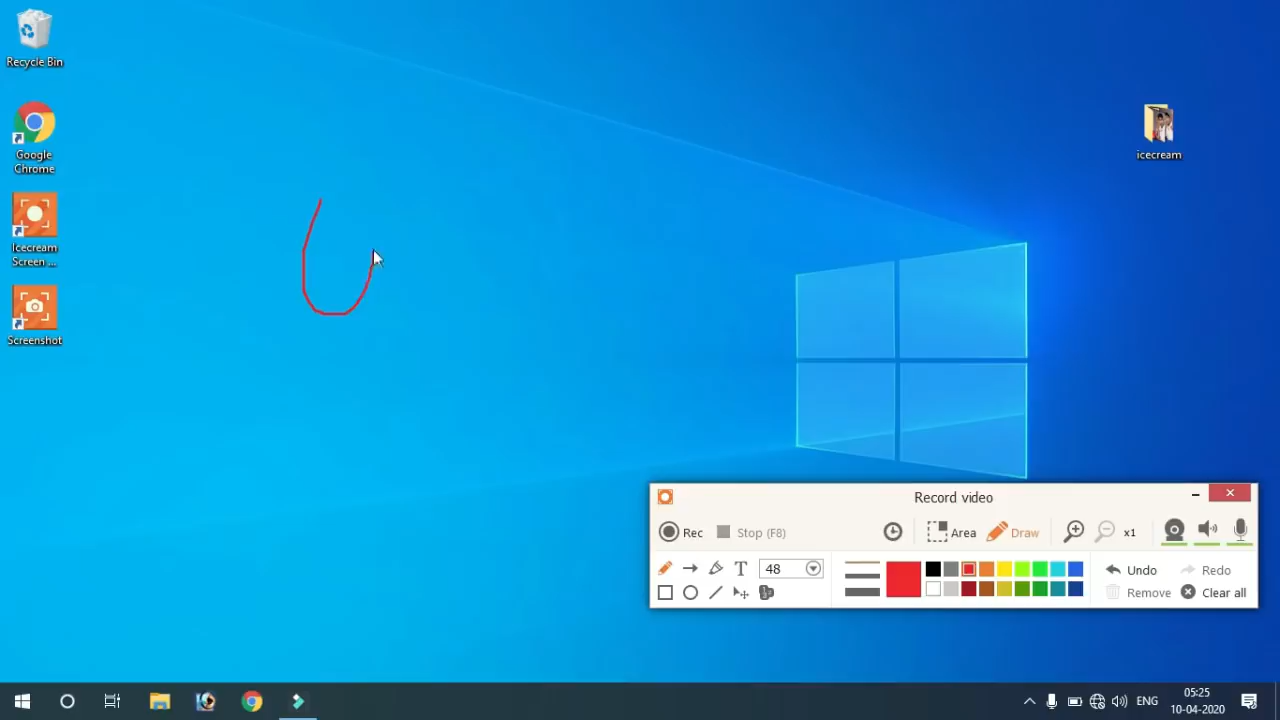 Recycle Bin
Google
Chrome
Icecream
Screen ...
Screenshot
icecream
Record video
Rec
Stop (F8)
Area
Draw
x1
T
48
Undo
Redo
Remove
Clear all
ENG
05:25
10-04-2020